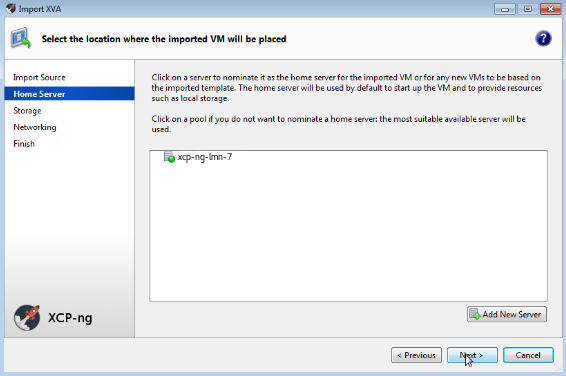 Import XVA
Select the location where the imported VM will be placed
?
Import Source
Home Server
Storage
Networking
Finish
Click on a server to nominate it as the home server for the imported VM or for any new VMs to be based on
the imported template. The home server will be used by default to start up the VM and to provide resources
such as local storage.
Click on a pool if you do not want to nominate a home server: the most suitable available server will be
used.
xcp-ng-lmn-7
XCP-ng
Add New Server
< Previous
Next >
Cancel